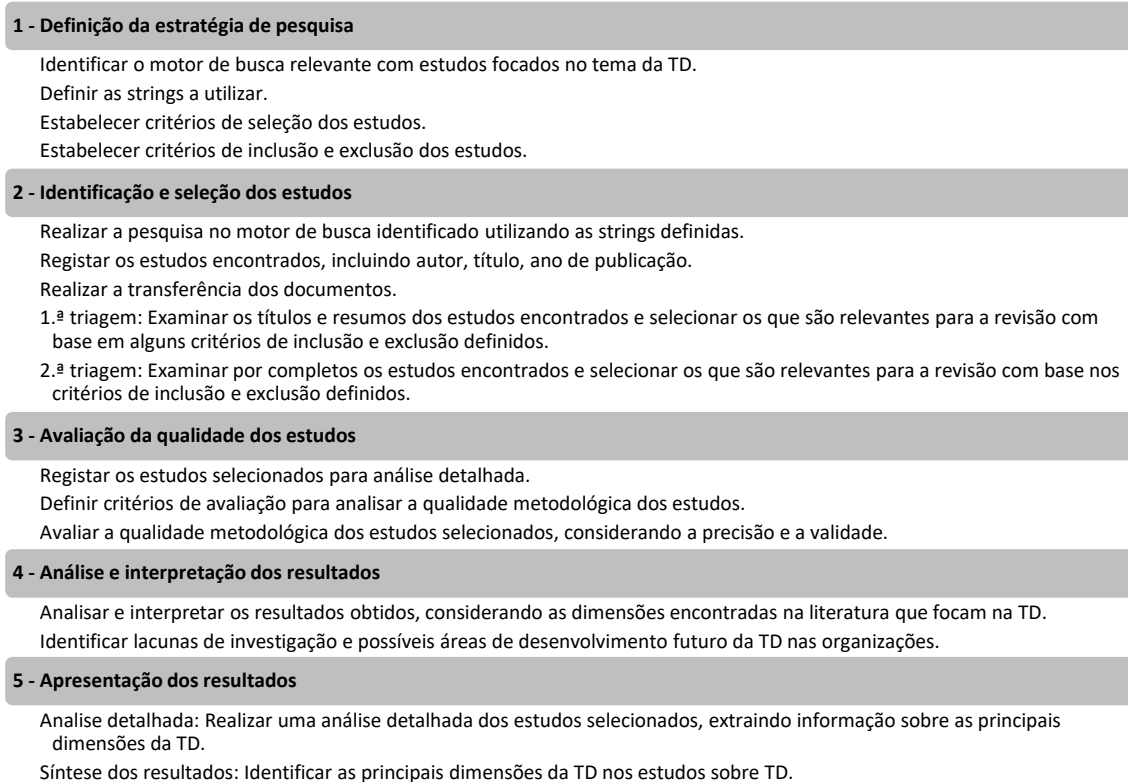 1 - Definição da estratégia de pesquisa
Identificar o motor de busca relevante com estudos focados no tema da TD.
Definir as strings a utilizar.
Estabelecer critérios de seleção dos estudos.
Estabelecer critérios de inclusão e exclusão dos estudos.
2 - Identificação e seleção dos estudos
Realizar a pesquisa no motor de busca identificado utilizando as strings definidas.
Registar os estudos encontrados, incluindo autor, título, ano de publicação.
Realizar a transferência dos documentos.
1.ª triagem: Examinar os títulos e resumos dos estudos encontrados e selecionar os que são relevantes para a revisão com
base em alguns critérios de inclusão e exclusão definidos.
2.ª triagem: Examinar por completos os estudos encontrados e selecionar os que são relevantes para a revisão com base nos
critérios de inclusão e exclusão definidos.
3 - Avaliação da qualidade dos estudos
Registar os estudos selecionados para análise detalhada.
Definir critérios de avaliação para analisar a qualidade metodológica dos estudos.
Avaliar a qualidade metodológica dos estudos selecionados, considerando a precisão e a validade.
4 - Análise e interpretação dos resultados
Analisar e interpretar os resultados obtidos, considerando as dimensões encontradas na literatura que focam na TD.
Identificar lacunas de investigação e possíveis áreas de desenvolvimento futuro da TD nas organizações.
5 - Apresentação dos resultados
Analise detalhada: Realizar uma análise detalhada dos estudos selecionados, extraindo informação sobre as principais
dimensões da TD.
Síntese dos resultados: Identificar as principais dimensões da TD nos estudos sobre TD.